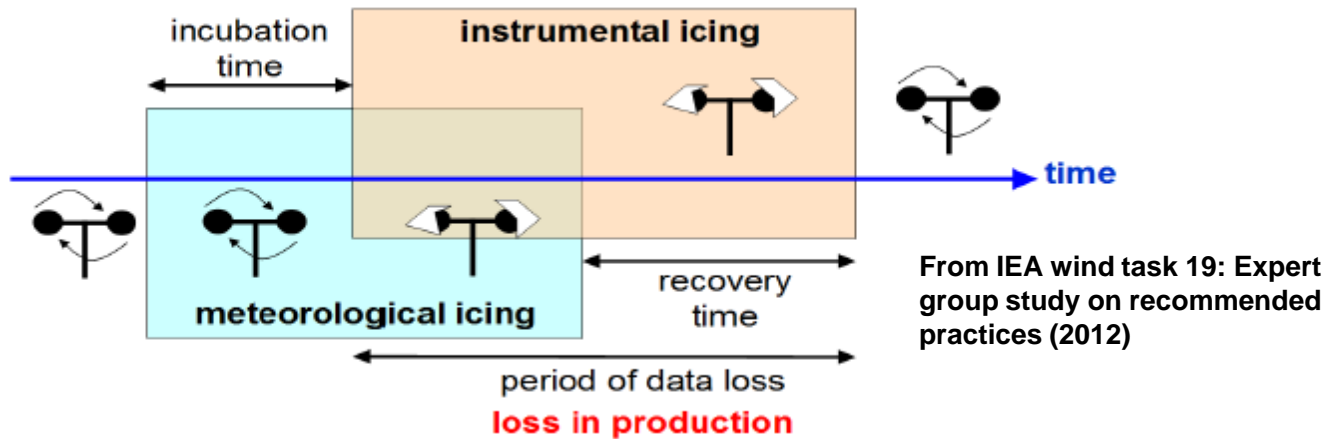 incubation
time
instrumental icing
time
meteorological icing
recovery
time
period of data loss
loss in production
From IEA wind task 19: Expert
group study on recommended
practices (2012)